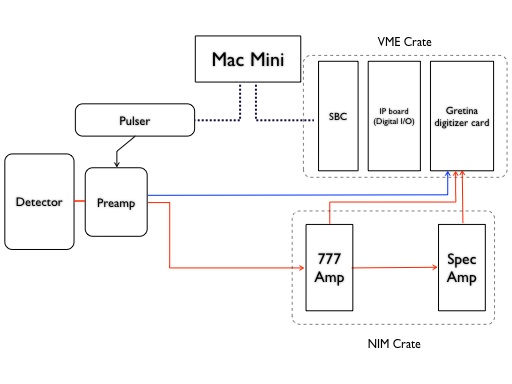 VME Crate
Mac Mini
Pulser
SBC
IP board
(Digital I/O)
Gretina
digitizer card
Detector
Preamp
777
Amp
Spec
Amp
NIM Crate